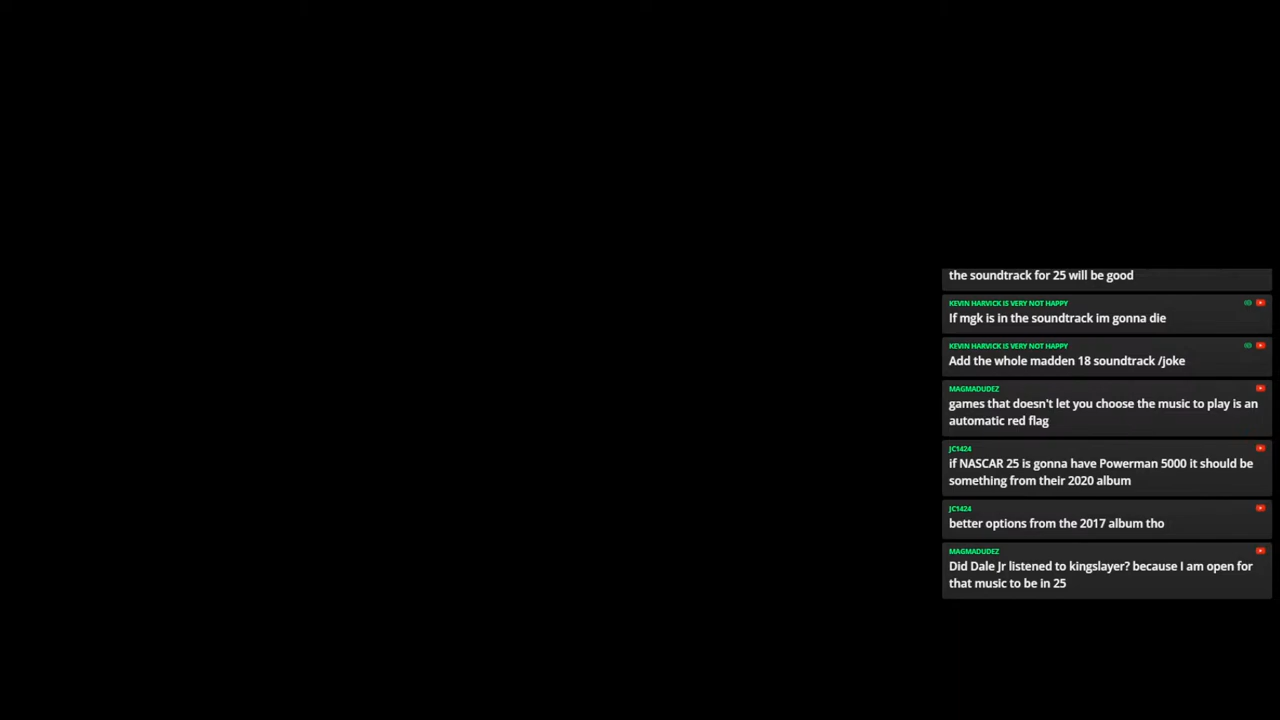 the soundtrack for 25 will be good
KEVIN HARVICK IS VERY NOT HAPPY
If mgk is in the soundtrack im gonna die
KEVIN HARVICK IS VERY NOT HAPPY
Add the whole madden 18 soundtrack /joke
MAGMADUDEZ
games that doesn't let you choose the music to play is an
automatic red flag
JC1424
if NASCAR 25 is gonna have Powerman 5000 it should be
something from their 2020 album
JC1424
better options from the 2017 album tho
MAGMADUDEZ
Did Dale Jr listened to kingslayer? because I am open for
that music to be in 25